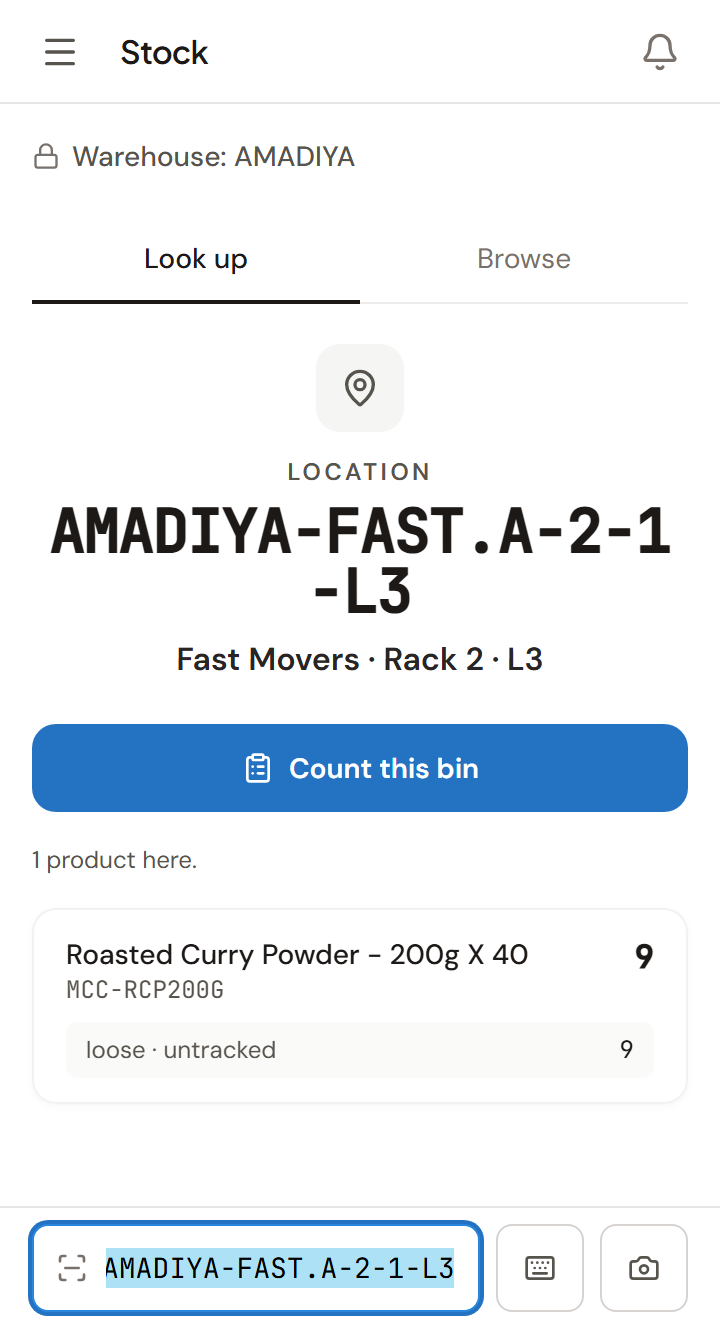 Stock
Warehouse: AMADIYA
Look up
Browse
LOCATION
AMADIYA-FAST.A-2-1
-L3
Fast Movers · Rack 2 · L3
Count this bin
1 product here.
Roasted Curry Powder - 200g X 40
9
MCC-RCP200G
loose · untracked
9
AMADIYA-FAST.A-2-1-L3